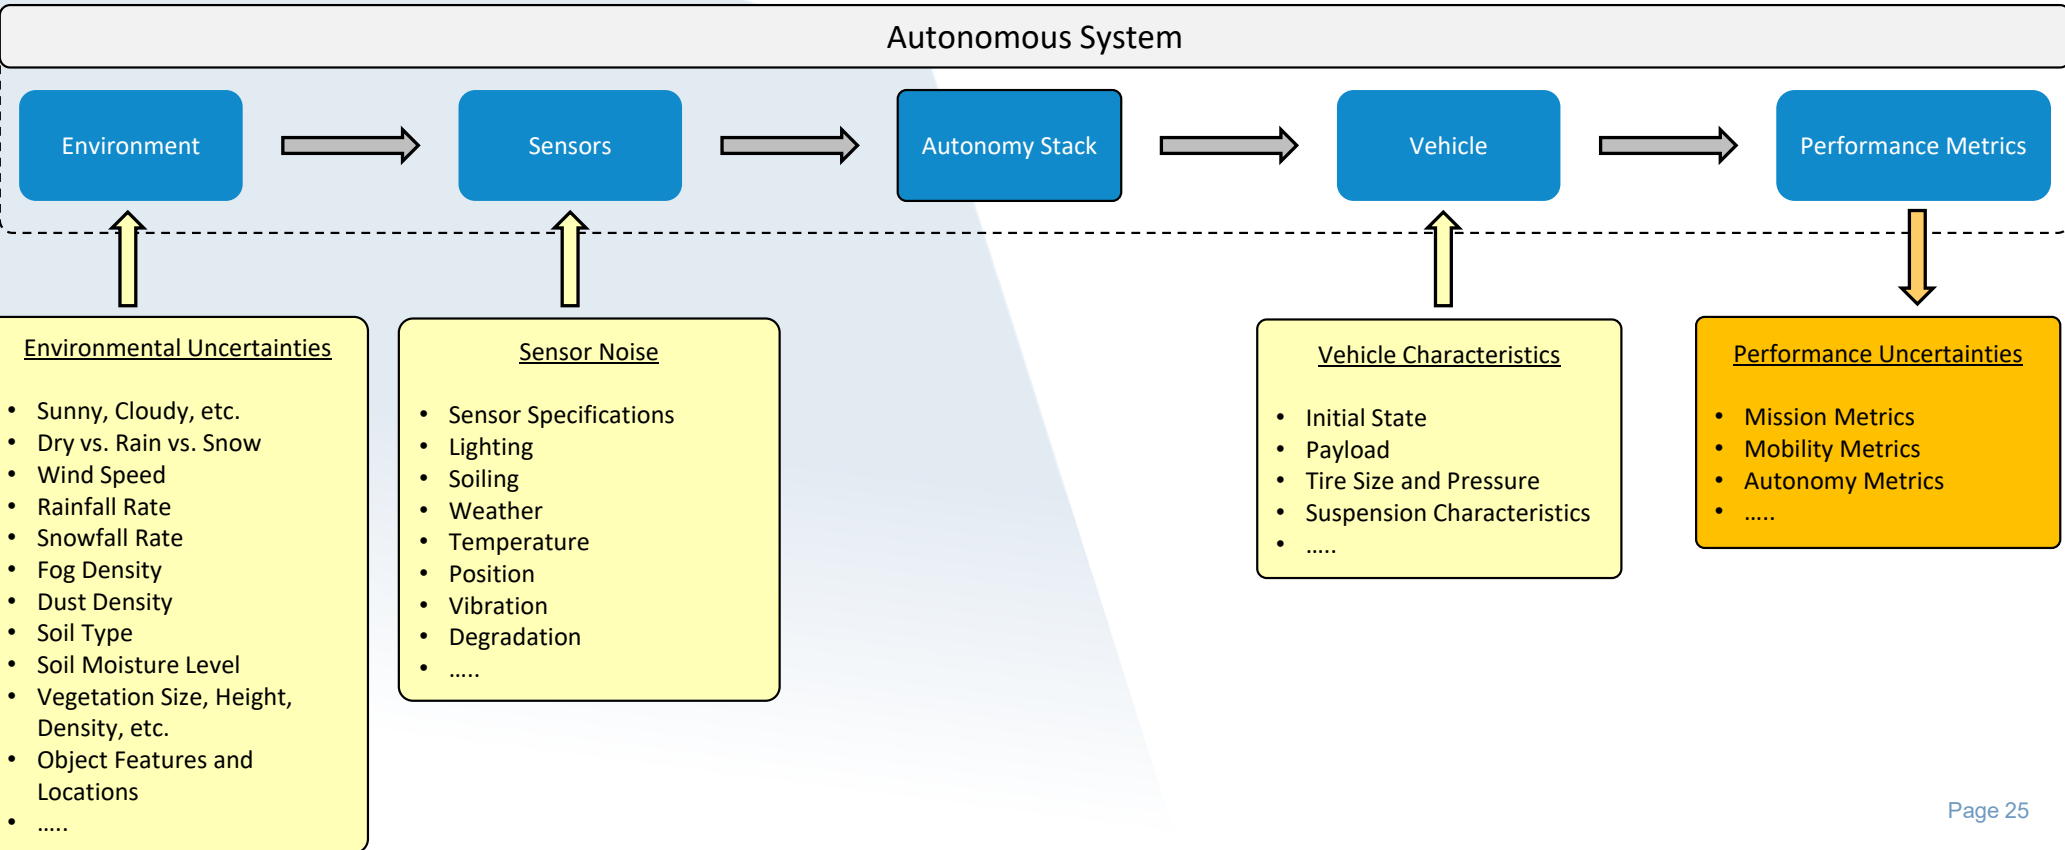 Autonomous System
Environment
Sensors
Autonomy Stack
Vehicle
Performance Metrics
Environmental Uncertainties
• Sunny, Cloudy, etc.
• Dry vs. Rain vs. Snow
• Wind Speed
• Rainfall Rate
• Snowfall Rate
• Fog Density
• Dust Density
• Soil Type
• Soil Moisture Level
• Vegetation Size, Height,
Density, etc.
• Object Features and
Locations
• …..
Sensor Noise
• Sensor Specifications
• Lighting
• Soiling
• Weather
• Temperature
• Position
• Vibration
• Degradation
• …..
Vehicle Characteristics
• Initial State
• Payload
• Tire Size and Pressure
• Suspension Characteristics
• …..
Performance Uncertainties
• Mission Metrics
• Mobility Metrics
• Autonomy Metrics
• …..
Page 25